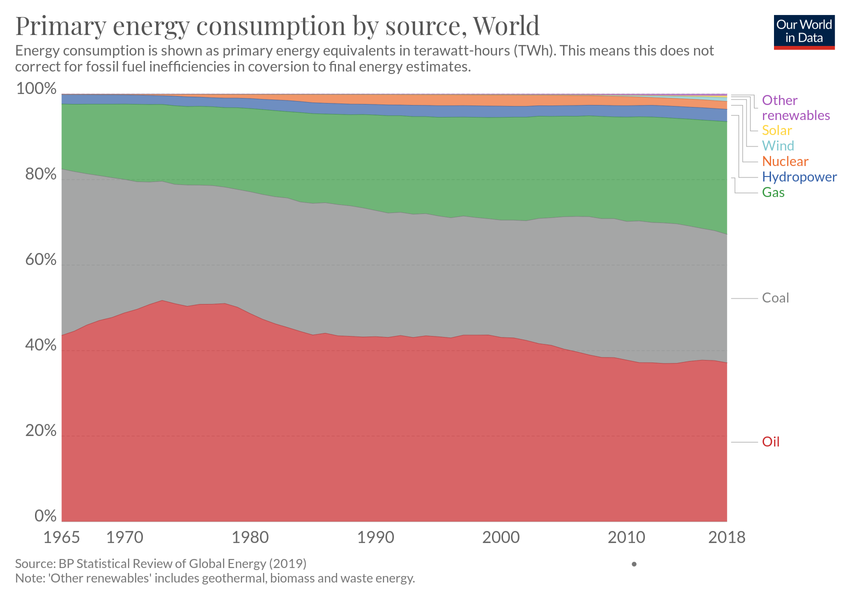 Primary energy consumption by source, World
Our World
in Data
Energy consumption is shown as primary energy equivalents in terawatt-hours (TWh). This means this does not
correct for fossil fuel inefficiencies in coversion to final energy estimates.
100%
80%
60%
40%
20%
0%
Other
renewables
Solar
Wind
Nuclear
Hydropower
Gas
Coal
Oil
1965 1970 1980 1990 2000 2010 2018
Source: BP Statistical Review of Global Energy (2019)
Note: 'Other renewables' includes geothermal, biomass and waste energy.